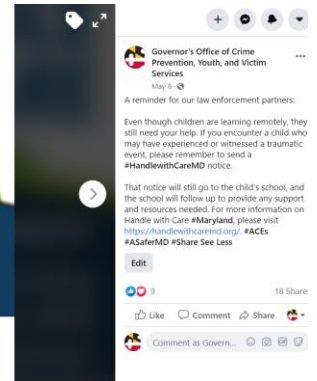 Governor's Office of Crime
Prevention, Youth, and Victim
Services
May 8 ·
A reminder for our law enforcement partners:
Even though children are learning remotely, they
still need your help. If you encounter a child who
may have experienced or witnessed a traumatic
event, please remember to send a
#HandlewithCareMD notice.
That notice will still go to the child's school, and
the school will follow up to provide any support
and resources needed. For more information on
Handle with Care #Maryland, please visit
https://handlewithcaremd.org/. #ACEs
#ASaferMD #Share See Less
Edit
9
18 Share
Like Comment Share
Comment as Govern...
GIF